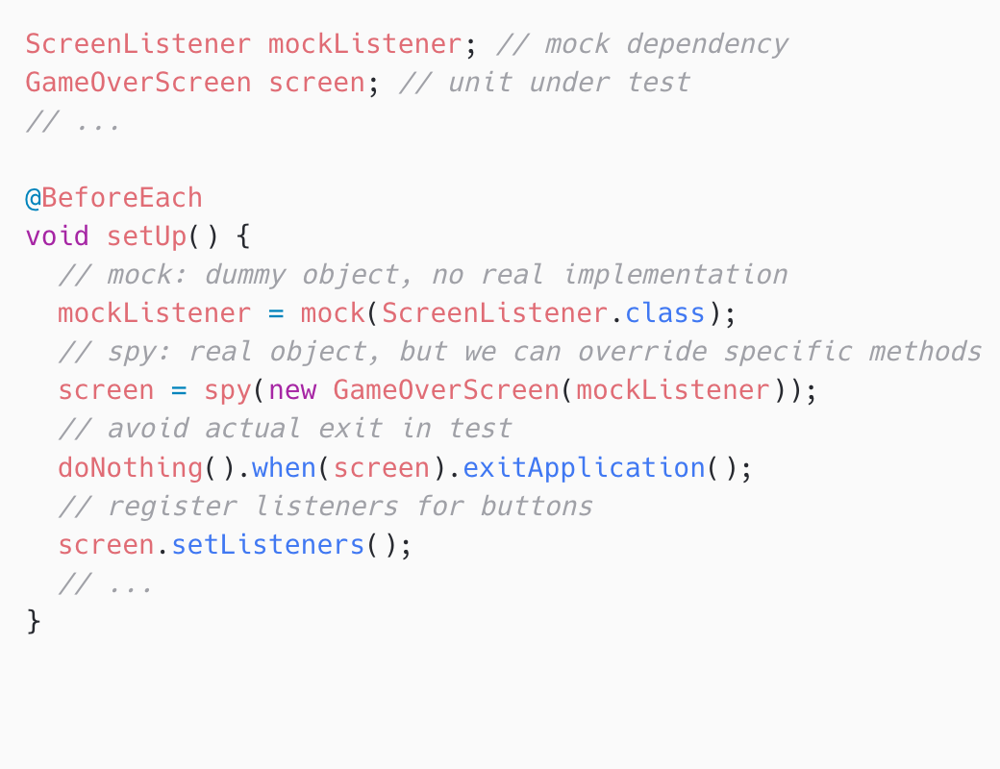 ScreenListener mockListener; // mock dependency
GameOverScreen screen; // unit under test
// ...
@BeforeEach
void setUp() {
// mock: dummy object, no real implementation
mockListener = mock(ScreenListener.class);
// spy: real object, but we can override specific methods
screen = spy(new GameOverScreen(mockListener));
// avoid actual exit in test
doNothing().when(screen).exitApplication();
// register listeners for buttons
screen.setListeners();
// ...
}